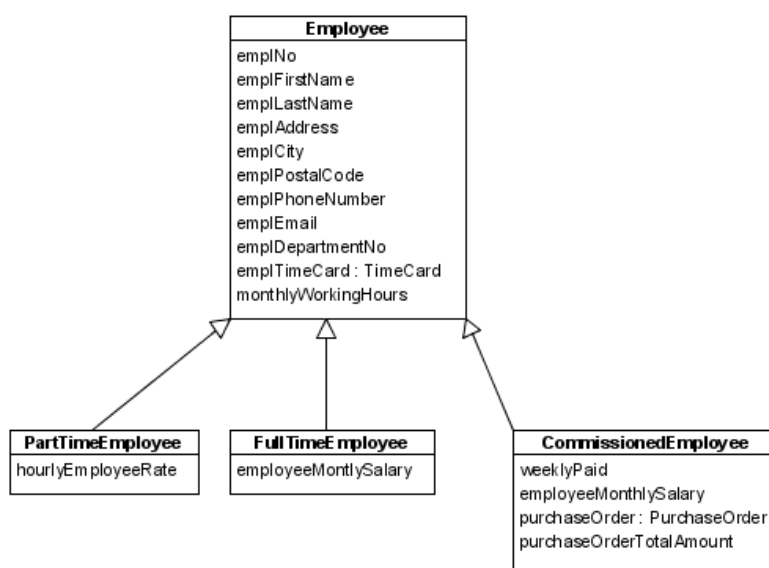 Employee
emplNo
emplFirstName
emplLastName
emplAddress
emplCity
emplPostalCode
emplPhoneNumber
emplEmail
emplDepartmentNo
emplTimeCard : TimeCard
monthlyWorkingHours
PartTimeEmployee
hourlyEmployeeRate
FullTimeEmployee
employeeMontlySalary
CommissionedEmployee
weeklyPaid
employeeMonthlySalary
purchaseOrder : PurchaseOrder
purchaseOrderTotalAmount